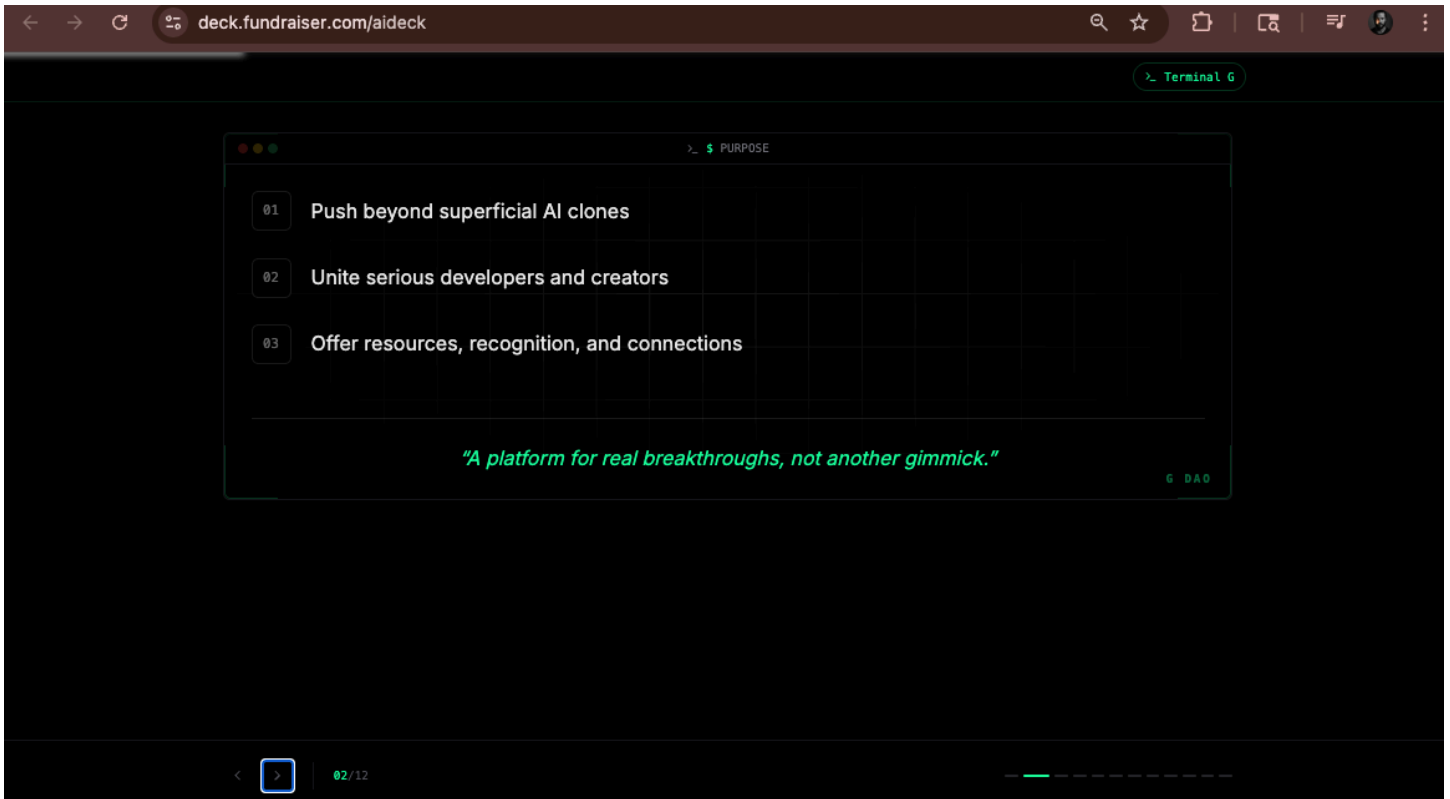 deck.fundraiser.com/aideck
>_ Terminal G
>_ $ PURPOSE
01 Push beyond superficial AI clones
02 Unite serious developers and creators
03 Offer resources, recognition, and connections
“A platform for real breakthroughs, not another gimmick.”
G DAO
< > 02/12